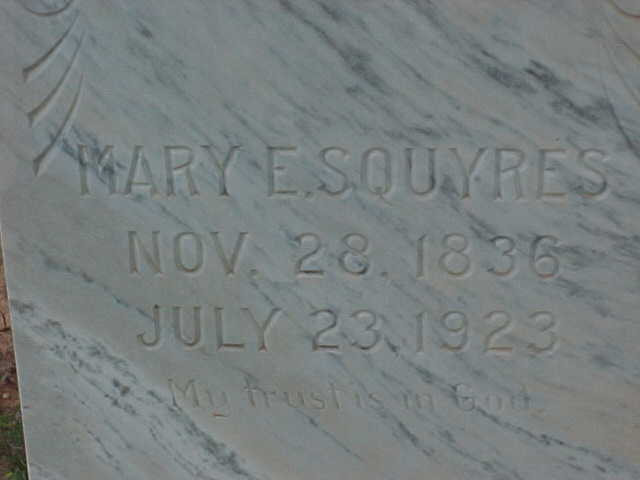 MARY E. SQUYRES
NOV. 28, 1836
JULY 23, 1923
My trust is in God.